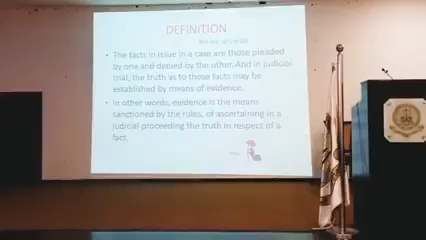 DEFINITION
• The facts in issue in a case are those pleaded
by one and denied by the other. And in judicial
trial, the truth as to those facts may be
established by means of evidence.
• In other words, evidence is the means
sanctioned by the rules, of ascertaining in a
judicial proceeding the truth in respect of a
fact.